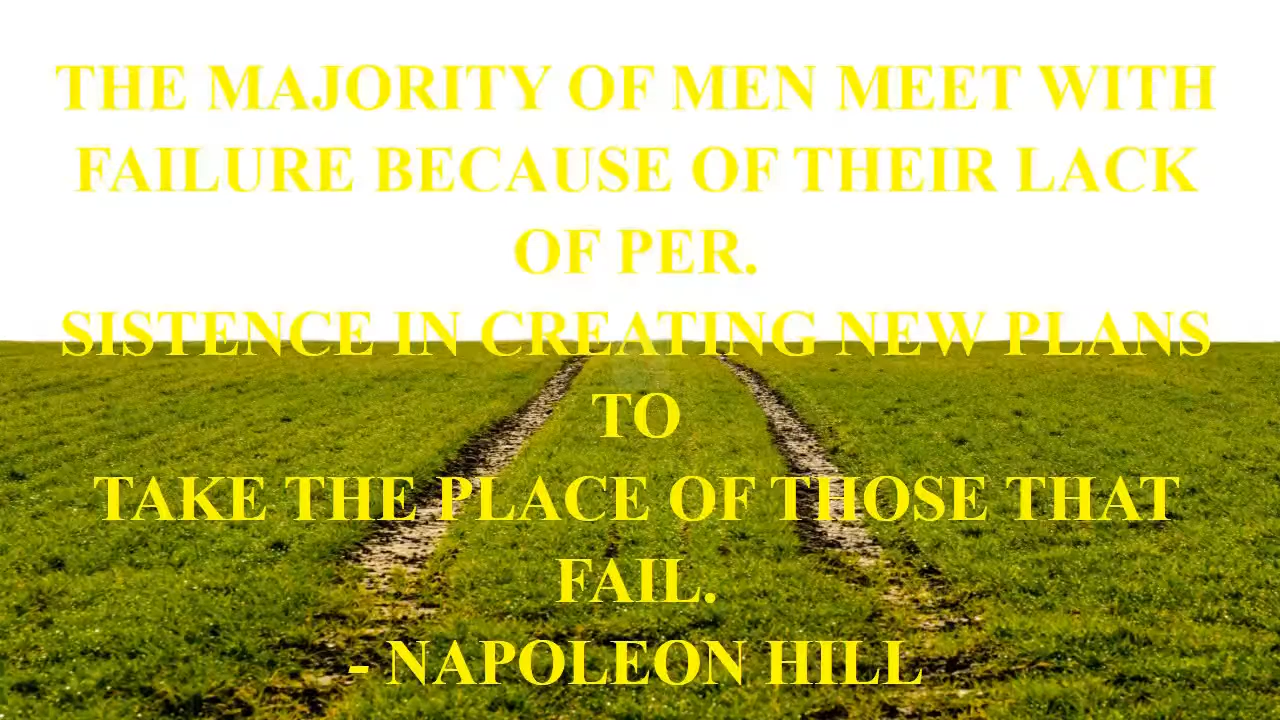 THE MAJORITY OF MEN MEET WITH
FAILURE BECAUSE OF THEIR LACK
OF PER.
SISTENCE IN CREATING NEW PLANS
TO
TAKE THE PLACE OF THOSE THAT
FAIL.
- NAPOLEON HILL